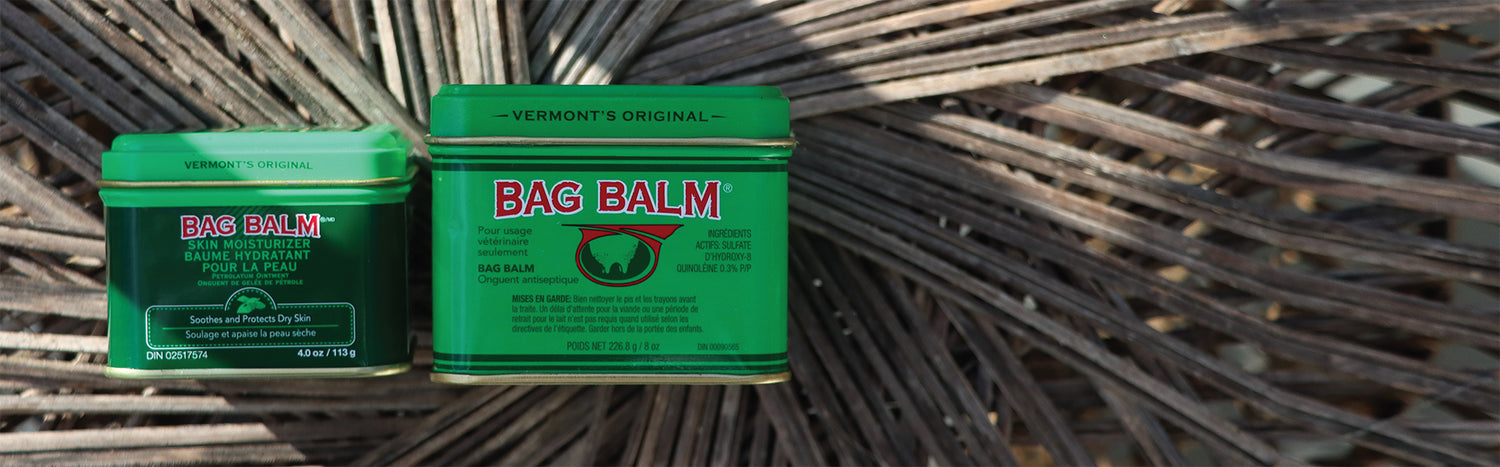 VERMONT'S ORIGINAL
BAG BALM®/MD
SKIN MOISTURIZER
BAUME HYDRATANT
POUR LA PEAU
PETROLATUM OINTMENT
ONGUENT DE GELÉE DE PÉTROLE
Soothes and Protects Dry Skin
Soulage et apaise la peau sèche
DIN 02517574 4.0 oz / 113 g
VERMONT'S ORIGINAL
BAG BALM®
Pour usage
vétérinaire
seulement
BAG BALM
Onguent antiseptique
INGRÉDIENTS
ACTIFS: SULFATE
D'HYDROXY-8
QUINOLÉINE 0.3% P/P
MISES EN GARDE: Bien nettoyer le pis et les trayons avant
la traite. Un délai d'attente pour la viande ou une période de
retrait pour le lait n'est pas requis quand utilisé selon les
directives de l'étiquette. Garder hors de la portée des enfants.
POIDS NET 226.8 g / 8 oz DIN 00090565